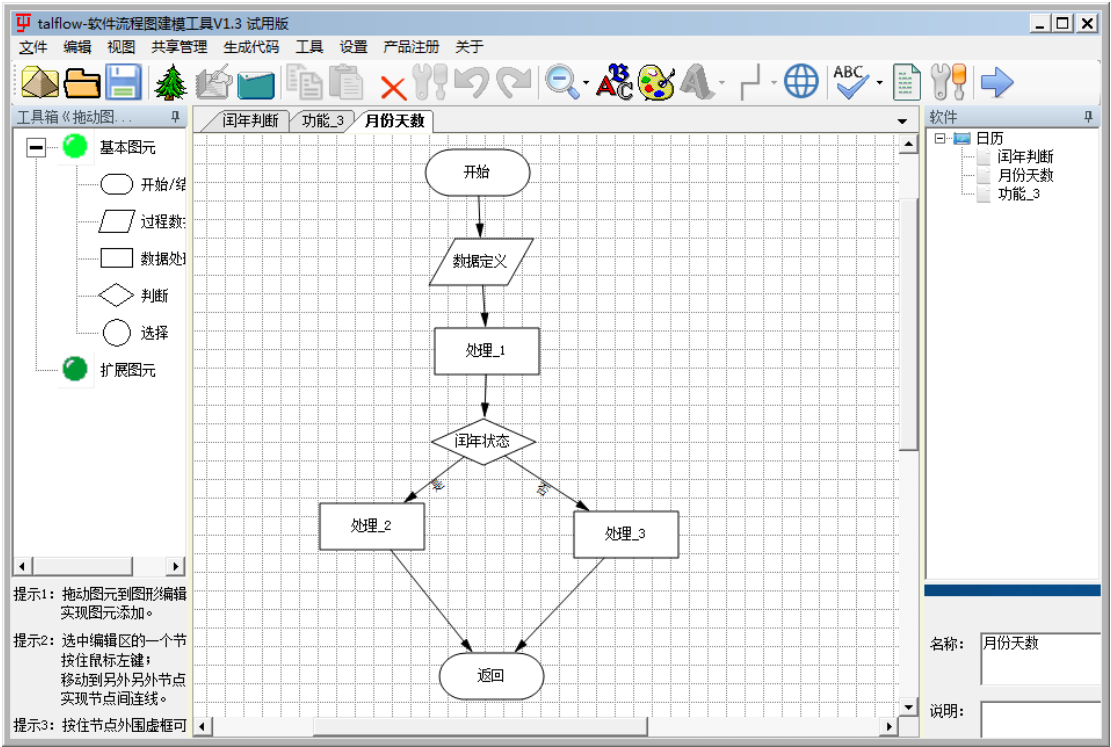 talflow-软件流程图建模工具V1.3 试用版
文件 编辑 视图 共享管理 生成代码 工具 设置 产品注册 关于
ABC
ABC
工具箱《拖动图...
基本图元
开始/结
过程数
数据处
判断
选择
扩展图元
提示1: 拖动图元到图形编辑
实现图元添加。
提示2: 选中编辑区的一个节
按住鼠标左键;
移动到另外另外节点
实现节点间连线。
提示3: 按住节点外围虚框可
闰年判断 功能_3 月份天数
开始
数据定义
处理_1
闰年状态
是
否
处理_2
处理_3
返回
软件
日历
闰年判断
月份天数
功能_3
名称: 月份天数
说明: